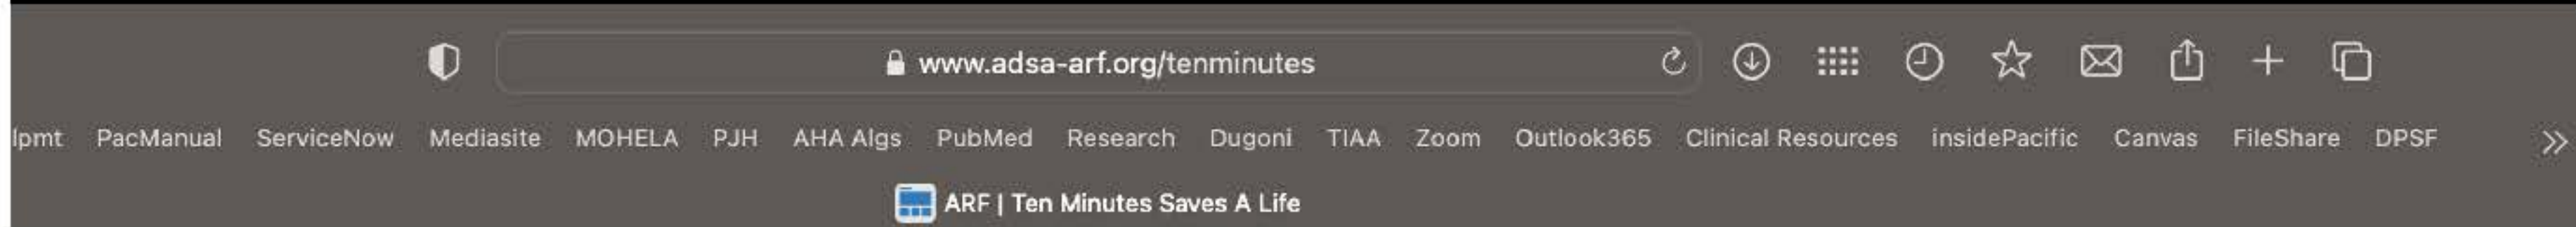 www.adsa-arf.org/tenminutes
lpmt PacManual ServiceNow Mediasite MOHELA PJH AHA Algs PubMed Research Dugoni TIAA Zoom Outlook365 Clinical Resources insidePacific Canvas FileShare DPSF
ARF | Ten Minutes Saves A Life